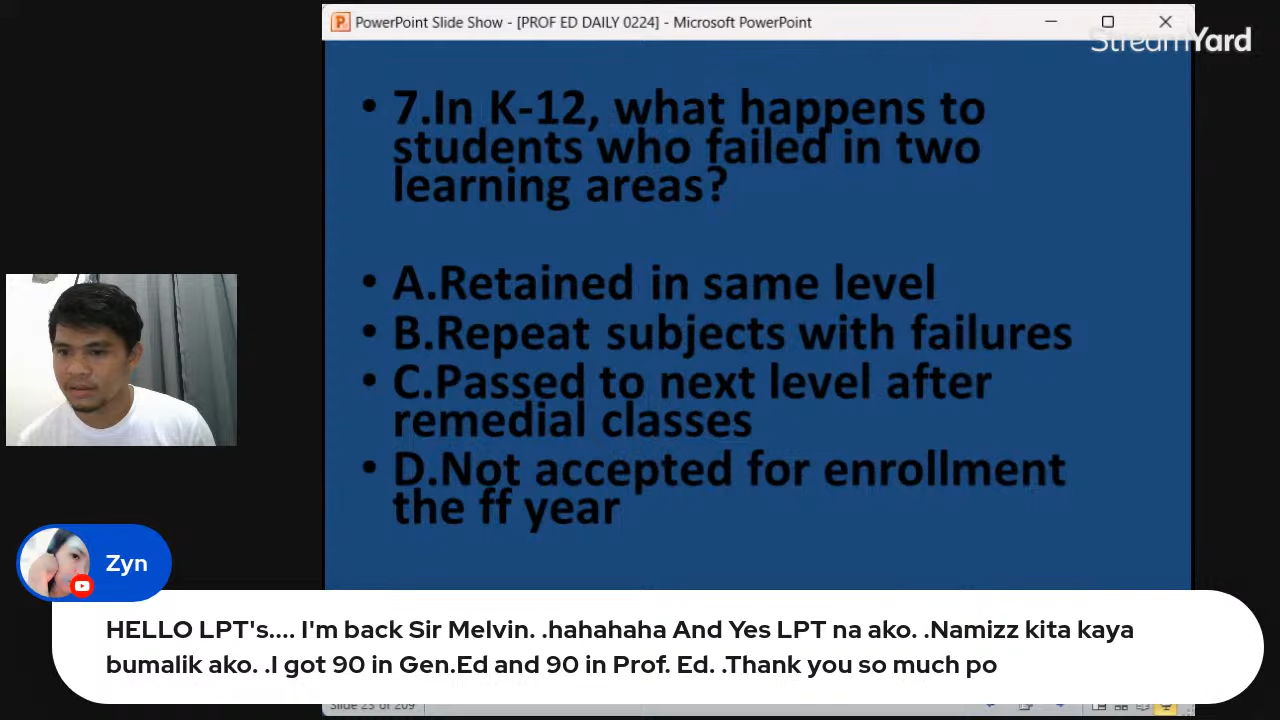 PowerPoint Slide Show - [PROF ED DAILY 0224] - Microsoft PowerPoint
StreamYard
• 7.In K-12, what happens to
students who failed in two
learning areas?
• A.Retained in same level
• B.Repeat subjects with failures
• C.Passed to next level after
remedial classes
• D.Not accepted for enrollment
the ff year
Zyn
HELLO LPT's.... I'm back Sir Melvin. .hahahaha And Yes LPT na ako. .Namizz kita kaya
bumalik ako. .I got 90 in Gen.Ed and 90 in Prof. Ed. .Thank you so much po
Slide 23 of 209